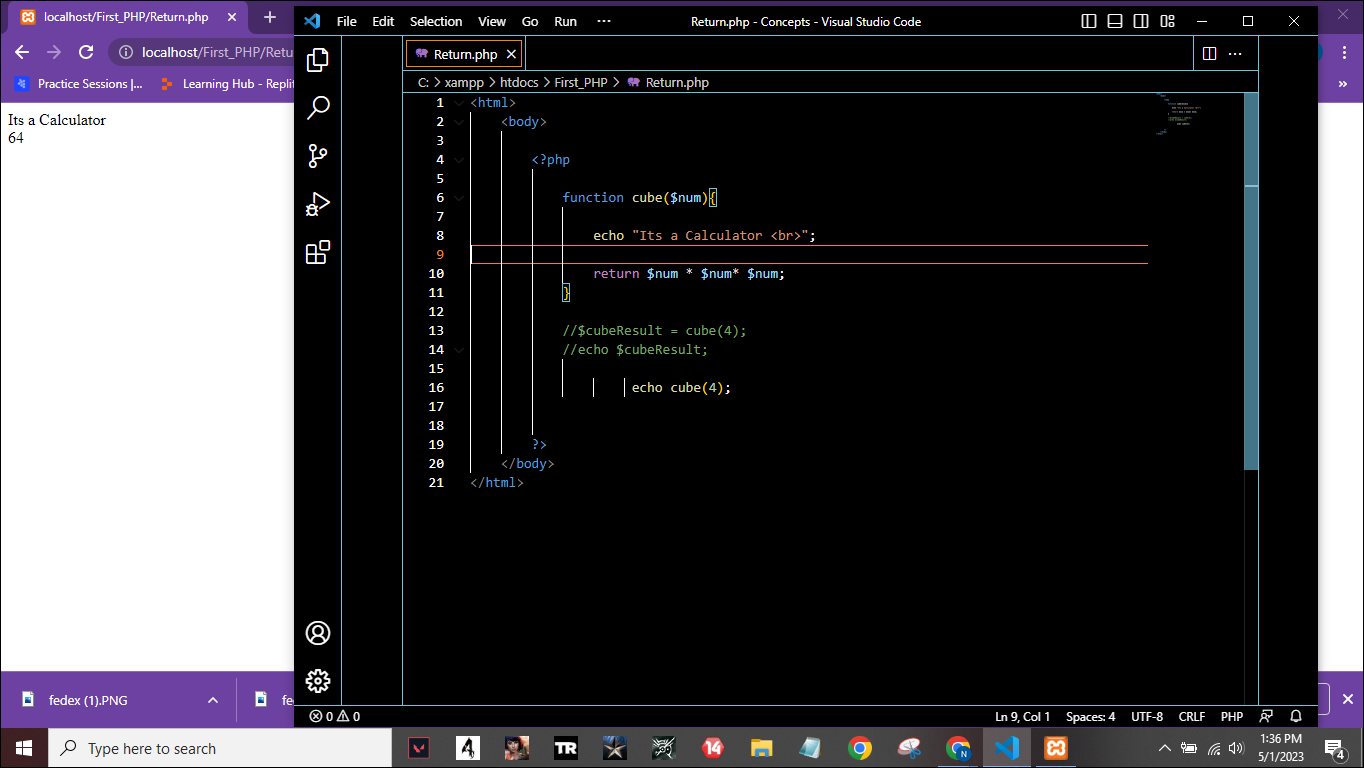 localhost/First_PHP/Return.php
File Edit Selection View Go Run ··· Return.php - Concepts - Visual Studio Code
localhost/First_PHP/Retu
Return.php
Practice Sessions |... Learning Hub - Replit
C: > xampp > htdocs > First_PHP > Return.php
Its a Calculator
64
1 <html>
2 <body>
3
4 <?php
5
6 function cube($num){
7
8 echo "Its a Calculator <br>";
9
10 return $num * $num* $num;
11 }
12
13 //$cubeResult = cube(4);
14 //echo $cubeResult;
15
16 echo cube(4);
17
18
19 ?>
20 </body>
21 </html>
fedex (1).PNG
fe
0 0 Ln 9, Col 1 Spaces: 4 UTF-8 CRLF PHP
Type here to search
TR
14
N
1:36 PM
5/1/2023
4